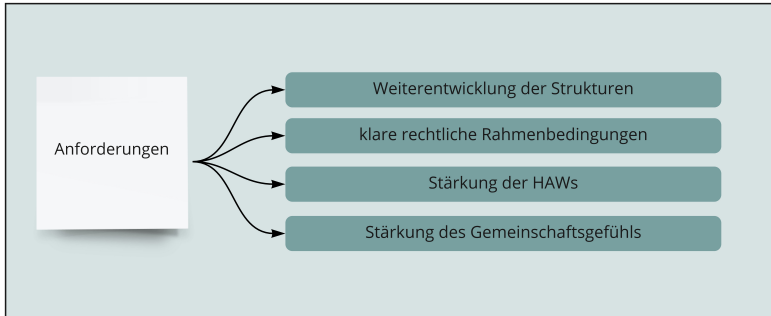 Anforderungen
Weiterentwicklung der Strukturen
klare rechtliche Rahmenbedingungen
Stärkung der HAWs
Stärkung des Gemeinschaftsgefühls